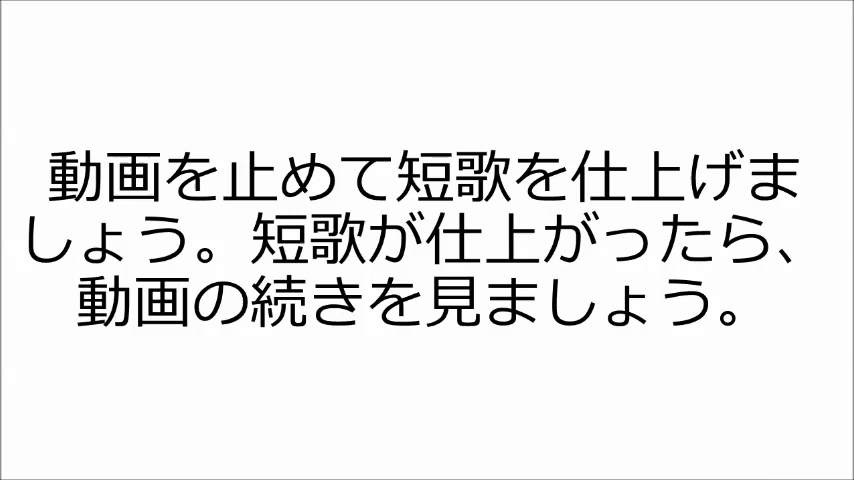 動画を止めて短歌を仕上げま
しょう。短歌が仕上がったら、
動画の続きを見ましょう。